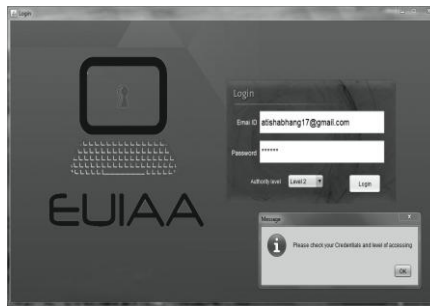 Login
Login
Email ID atishabhang17@gmail.com
Password ******
Authority level Level 2
Login
EUIAA
Message
Please check your Credentials and level of accessing
OK